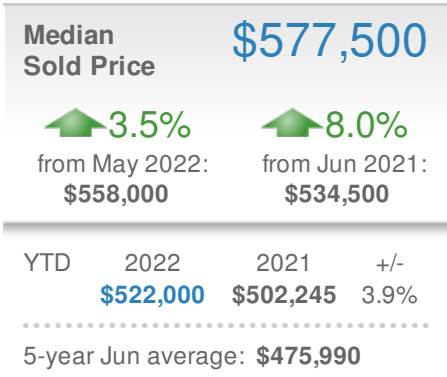 Median
Sold Price
$577,500
3.5%
8.0%
from May 2022:
from Jun 2021:
$558,000
$534,500
YTD 2022 2021 +/-
$522,000 $502,245 3.9%
5-year Jun average: $475,990